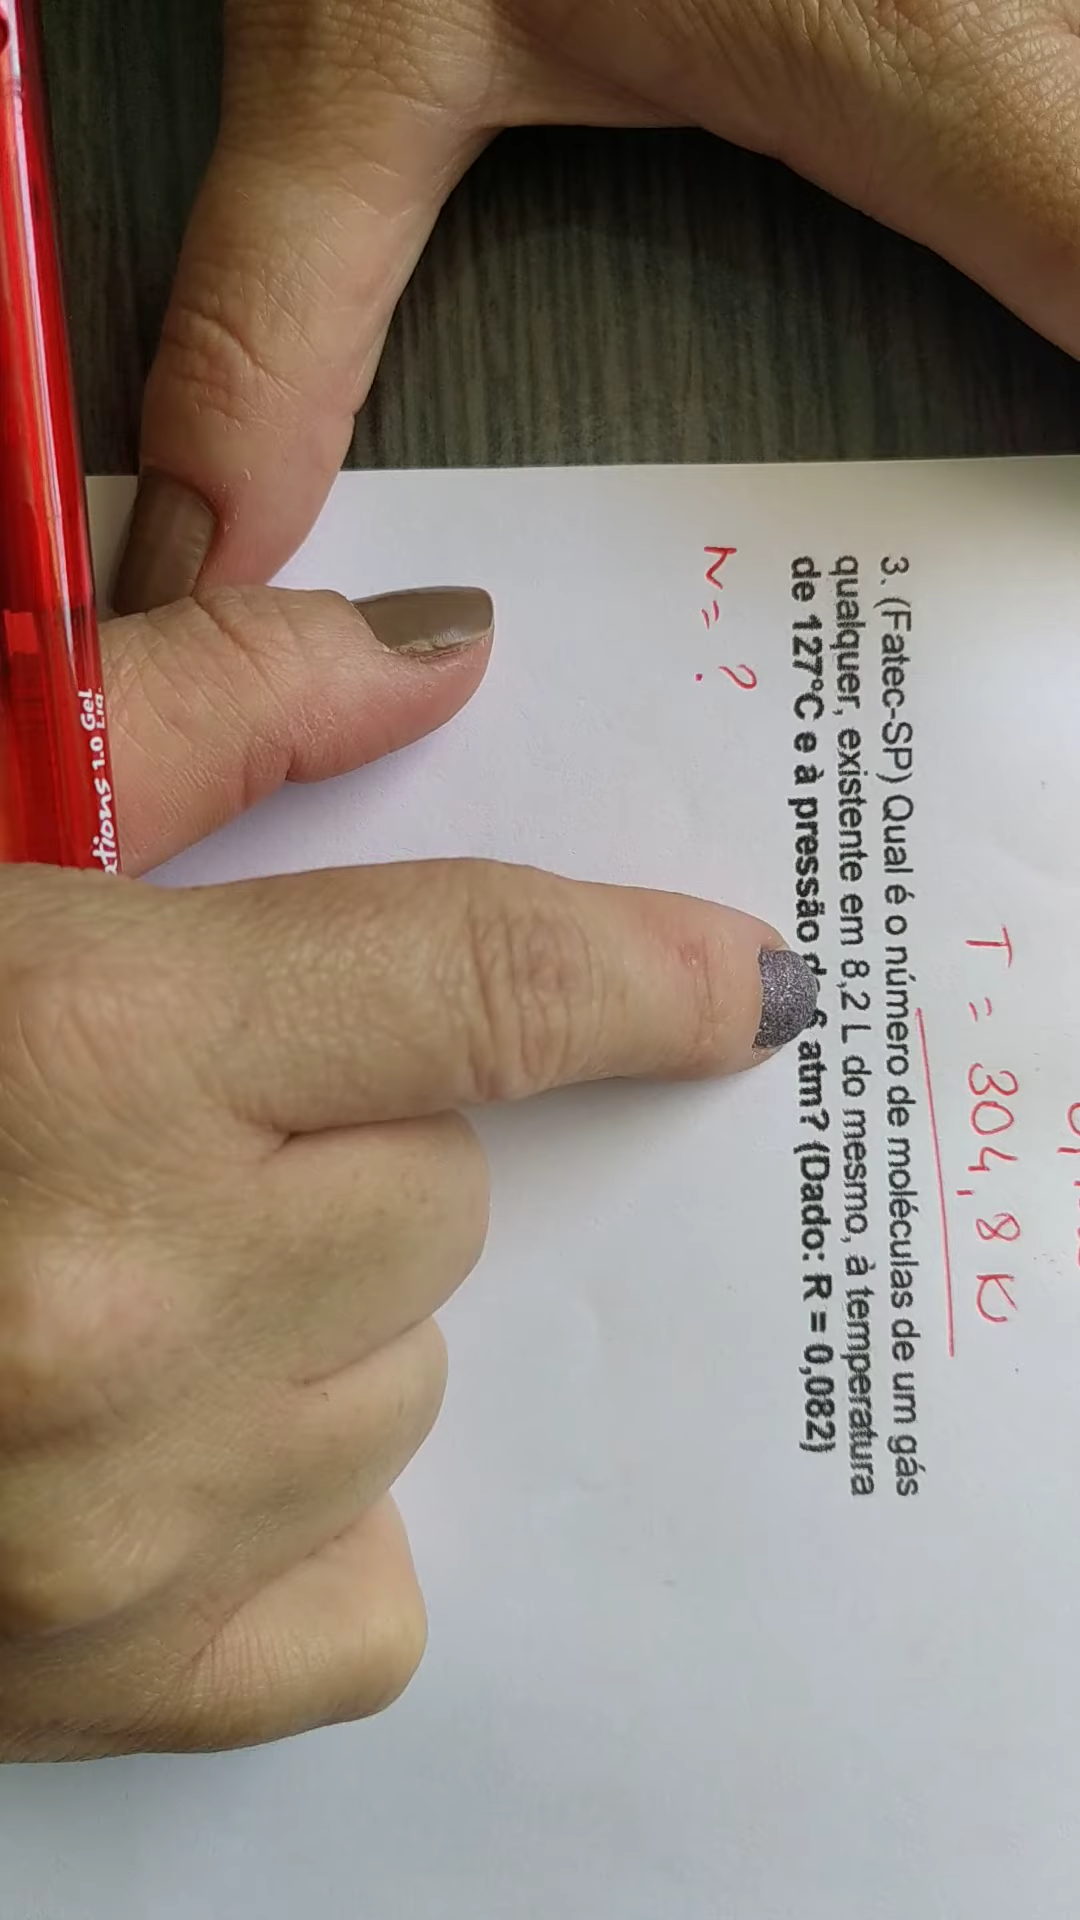 T = 304,8 K
3. (Fatec-SP) Qual é o número de moléculas de um gás
qualquer, existente em 8,2 L do mesmo, à temperatura
de 127°C e à pressão 6 atm? (Dado: R = 0,082)
N = ?
1.0 Gel